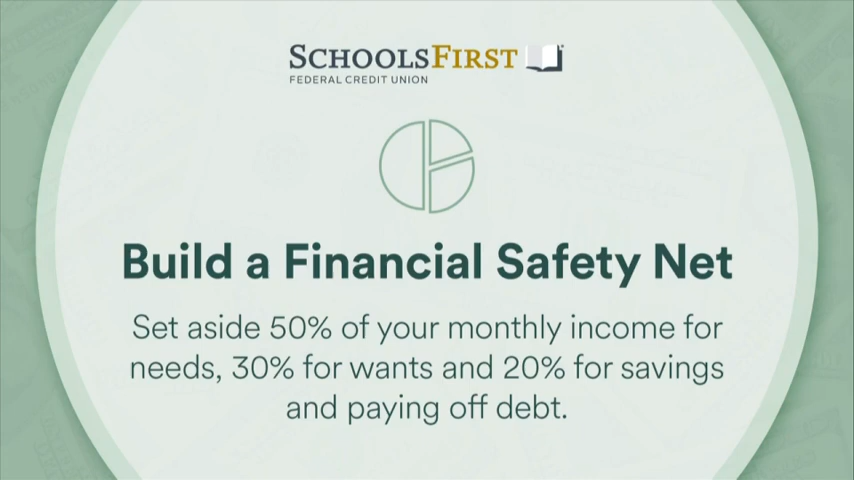 SCHOOLSFIRST
FEDERAL CREDIT UNION
Build a Financial Safety Net
Set aside 50% of your monthly income for
needs, 30% for wants and 20% for savings
and paying off debt.